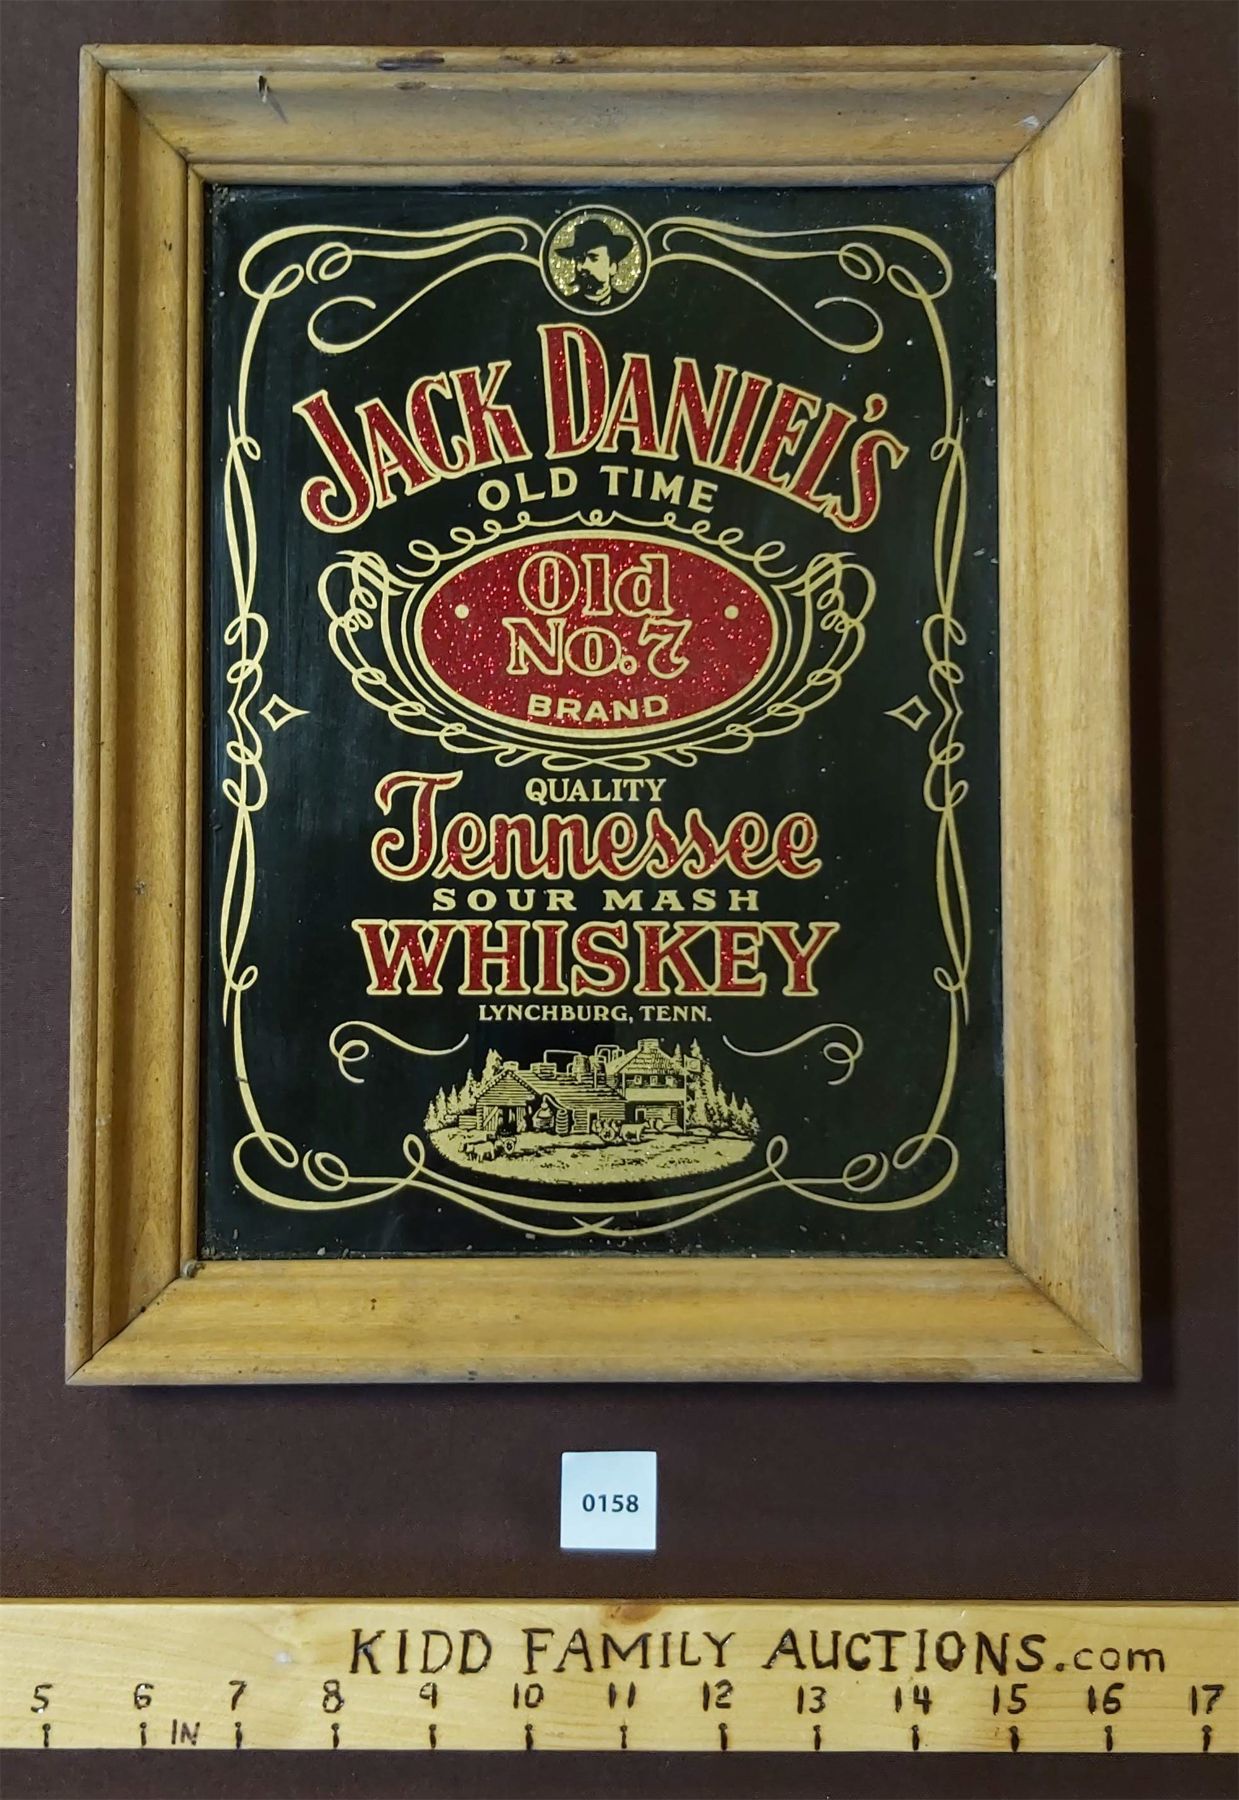 JACK DANIEL'S
OLD TIME
Old
No. 7
BRAND
QUALITY
Tennessee
SOUR MASH
WHISKEY
LYNCHBURG, TENN.
0158
KIDD FAMILY AUCTIONS.com
5 6 7 8 9 10 11 12 13 14 15 16 17
IN